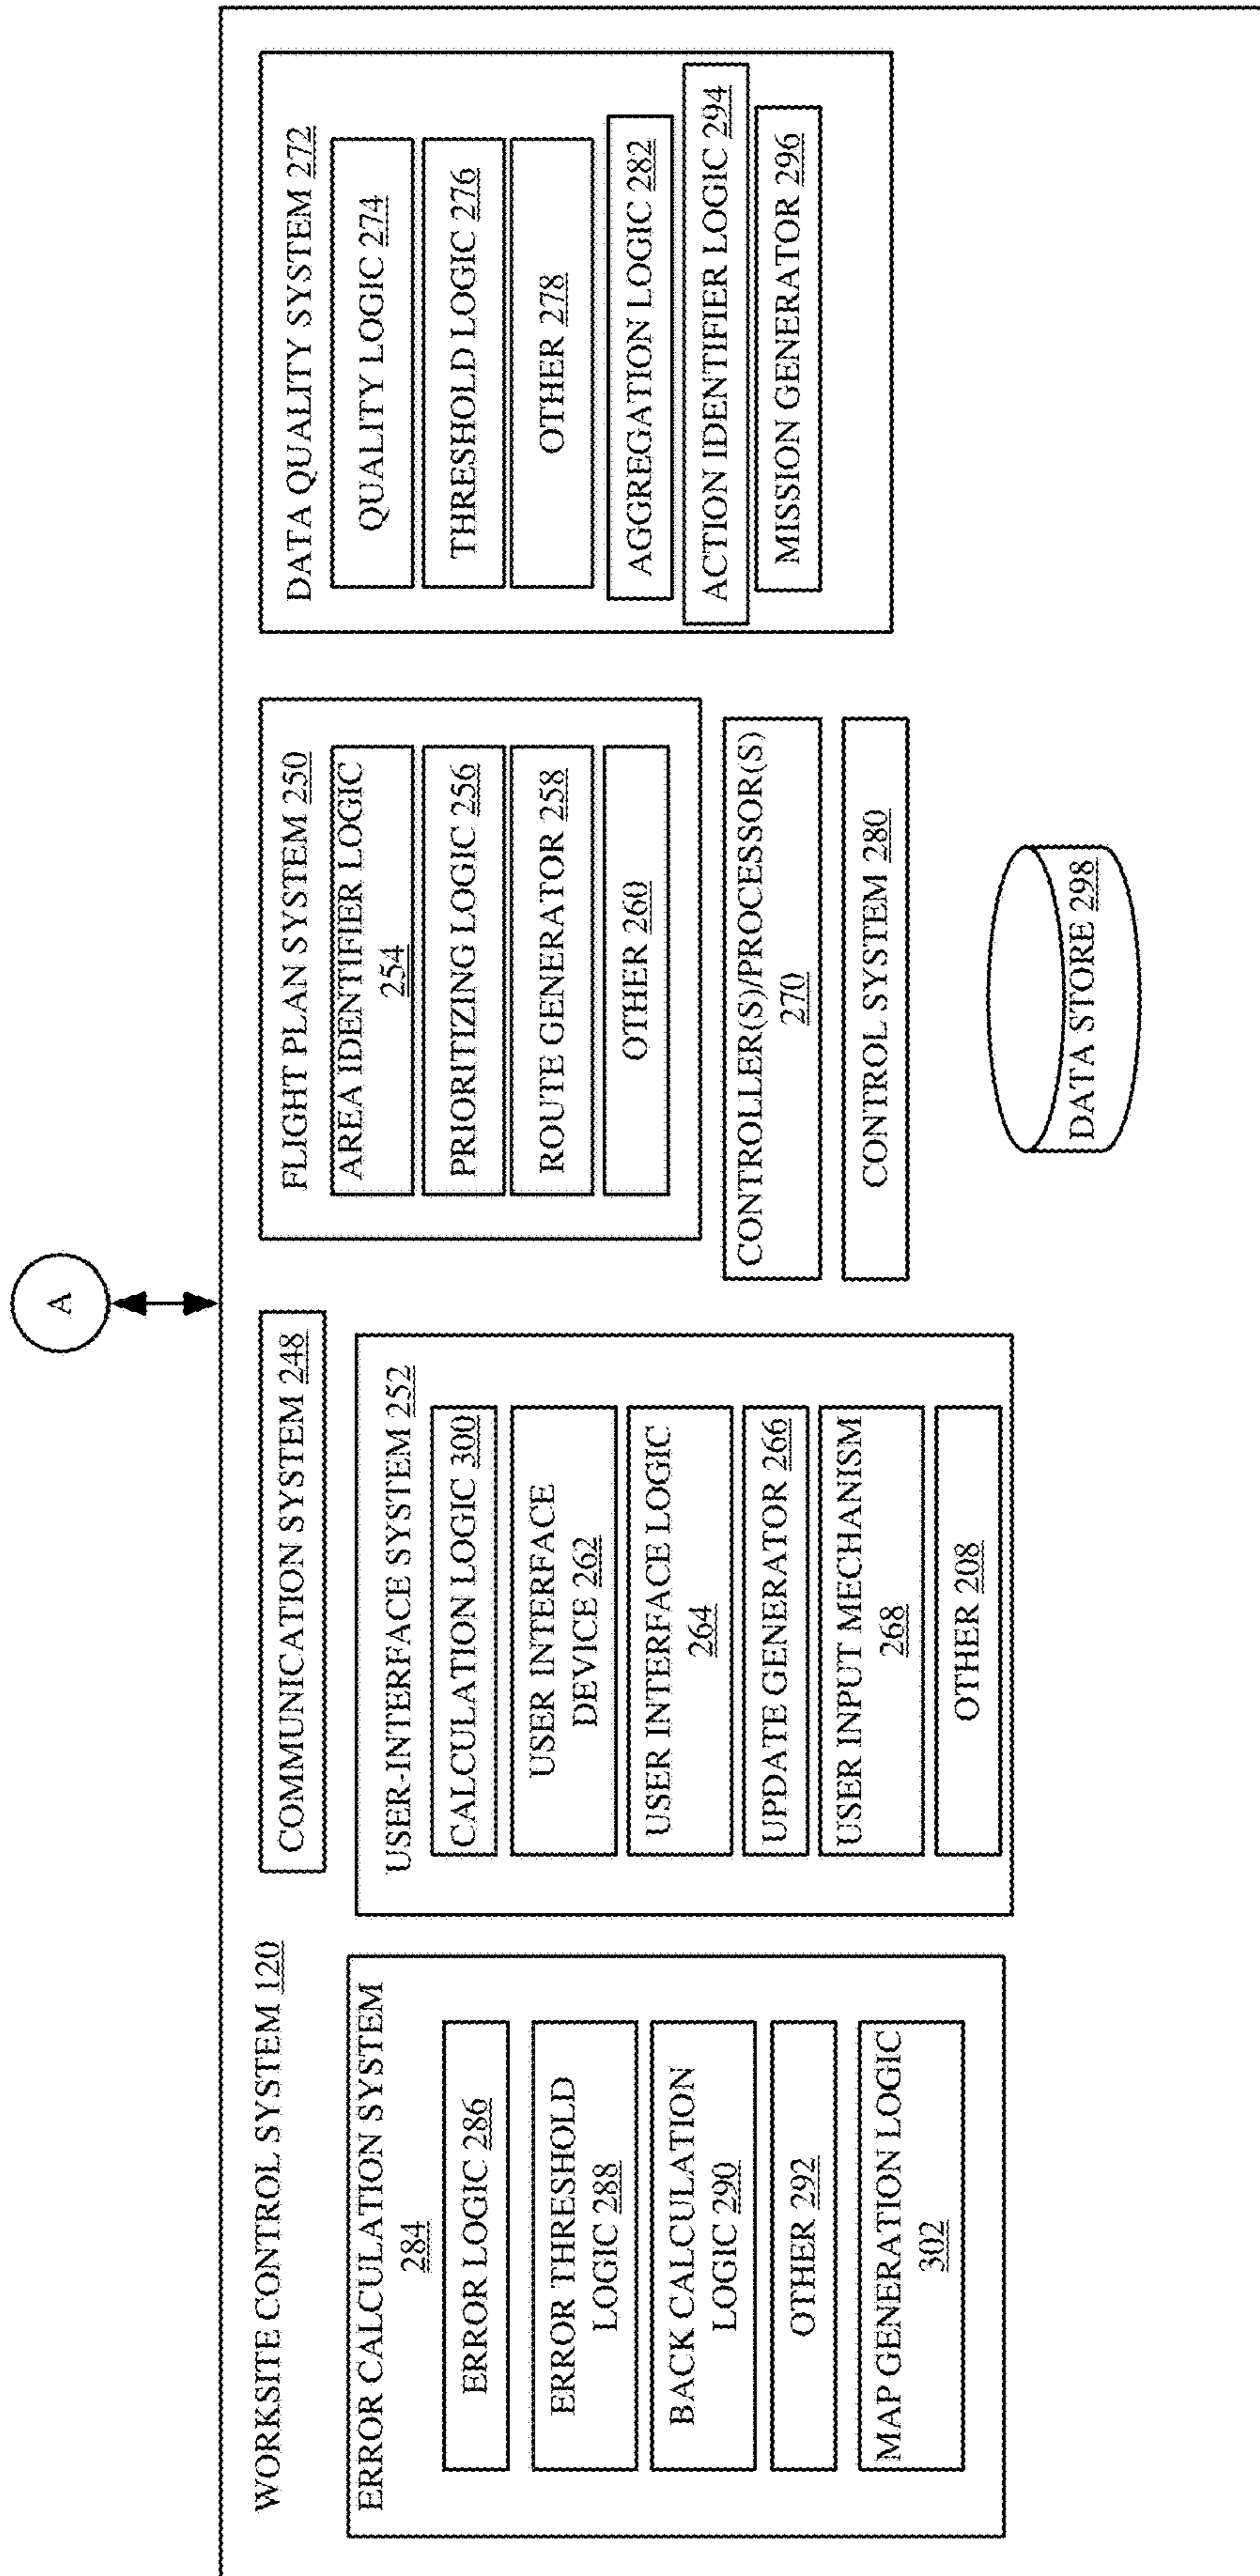 A
WORKSITE CONTROL SYSTEM 120
ERROR CALCULATION SYSTEM
284
ERROR LOGIC 286
ERROR THRESHOLD
LOGIC 288
BACK CALCULATION
LOGIC 290
OTHER 292
MAP GENERATION LOGIC
302
COMMUNICATION SYSTEM 248
USER-INTERFACE SYSTEM 252
CALCULATION LOGIC 300
USER INTERFACE
DEVICE 262
USER INTERFACE LOGIC
264
UPDATE GENERATOR 266
USER INPUT MECHANISM
268
OTHER 208
FLIGHT PLAN SYSTEM 250
AREA IDENTIFIER LOGIC
254
PRIORITIZING LOGIC 256
ROUTE GENERATOR 258
OTHER 260
CONTROLLER(S)/PROCESSOR(S)
270
CONTROL SYSTEM 280
DATA STORE 298
DATA QUALITY SYSTEM 272
QUALITY LOGIC 274
THRESHOLD LOGIC 276
OTHER 278
AGGREGATION LOGIC 282
ACTION IDENTIFIER LOGIC 294
MISSION GENERATOR 296